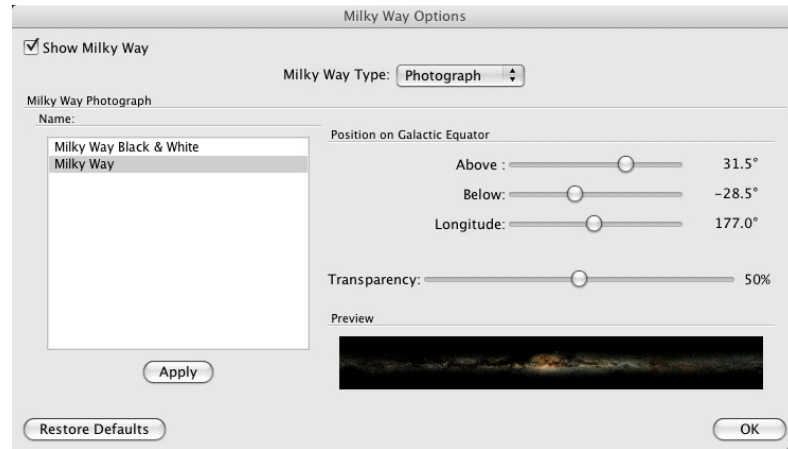 Milky Way Options
Show Milky Way
Milky Way Type: Photograph
Milky Way Photograph
Name:
Milky Way Black & White
Milky Way
Apply
Position on Galactic Equator
Above : 31.5°
Below: -28.5°
Longitude: 177.0°
Transparency: 50%
Preview
Restore Defaults
OK